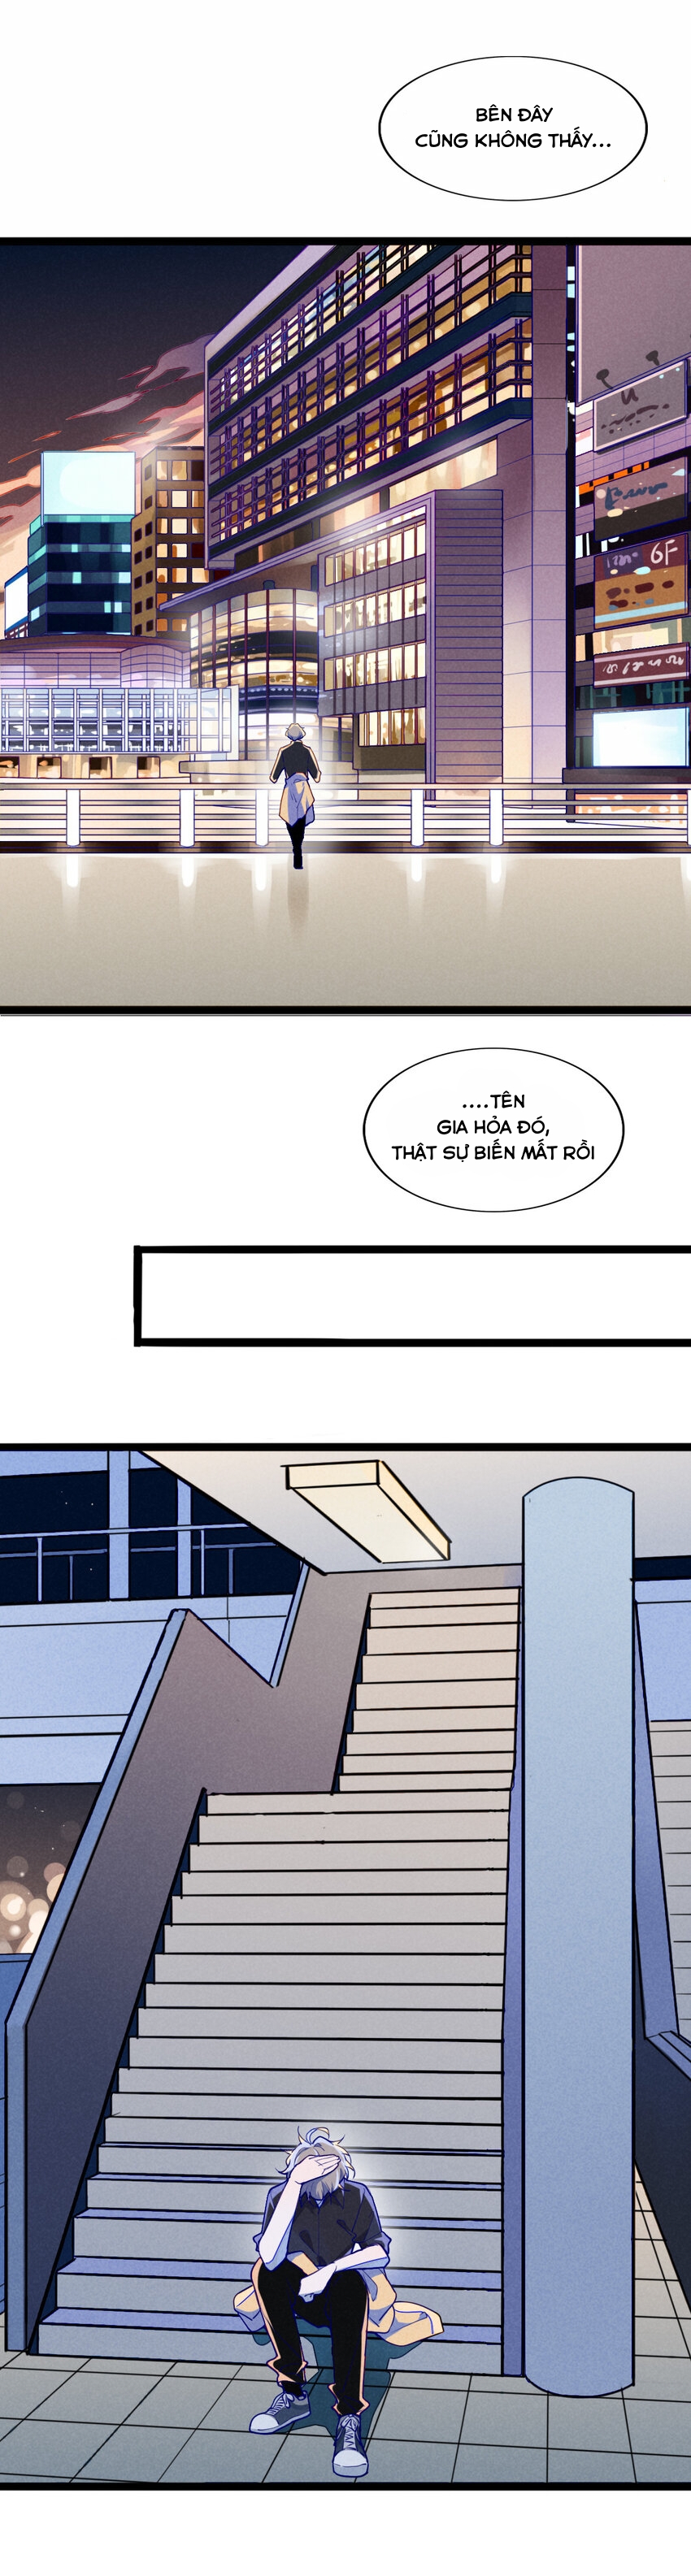 BÊN ĐÂY
CŨNG KHÔNG THẤY...
6F
....TÊN
GIA HỎA ĐÓ,
THẬT SỰ BIẾN MẤT RỒI